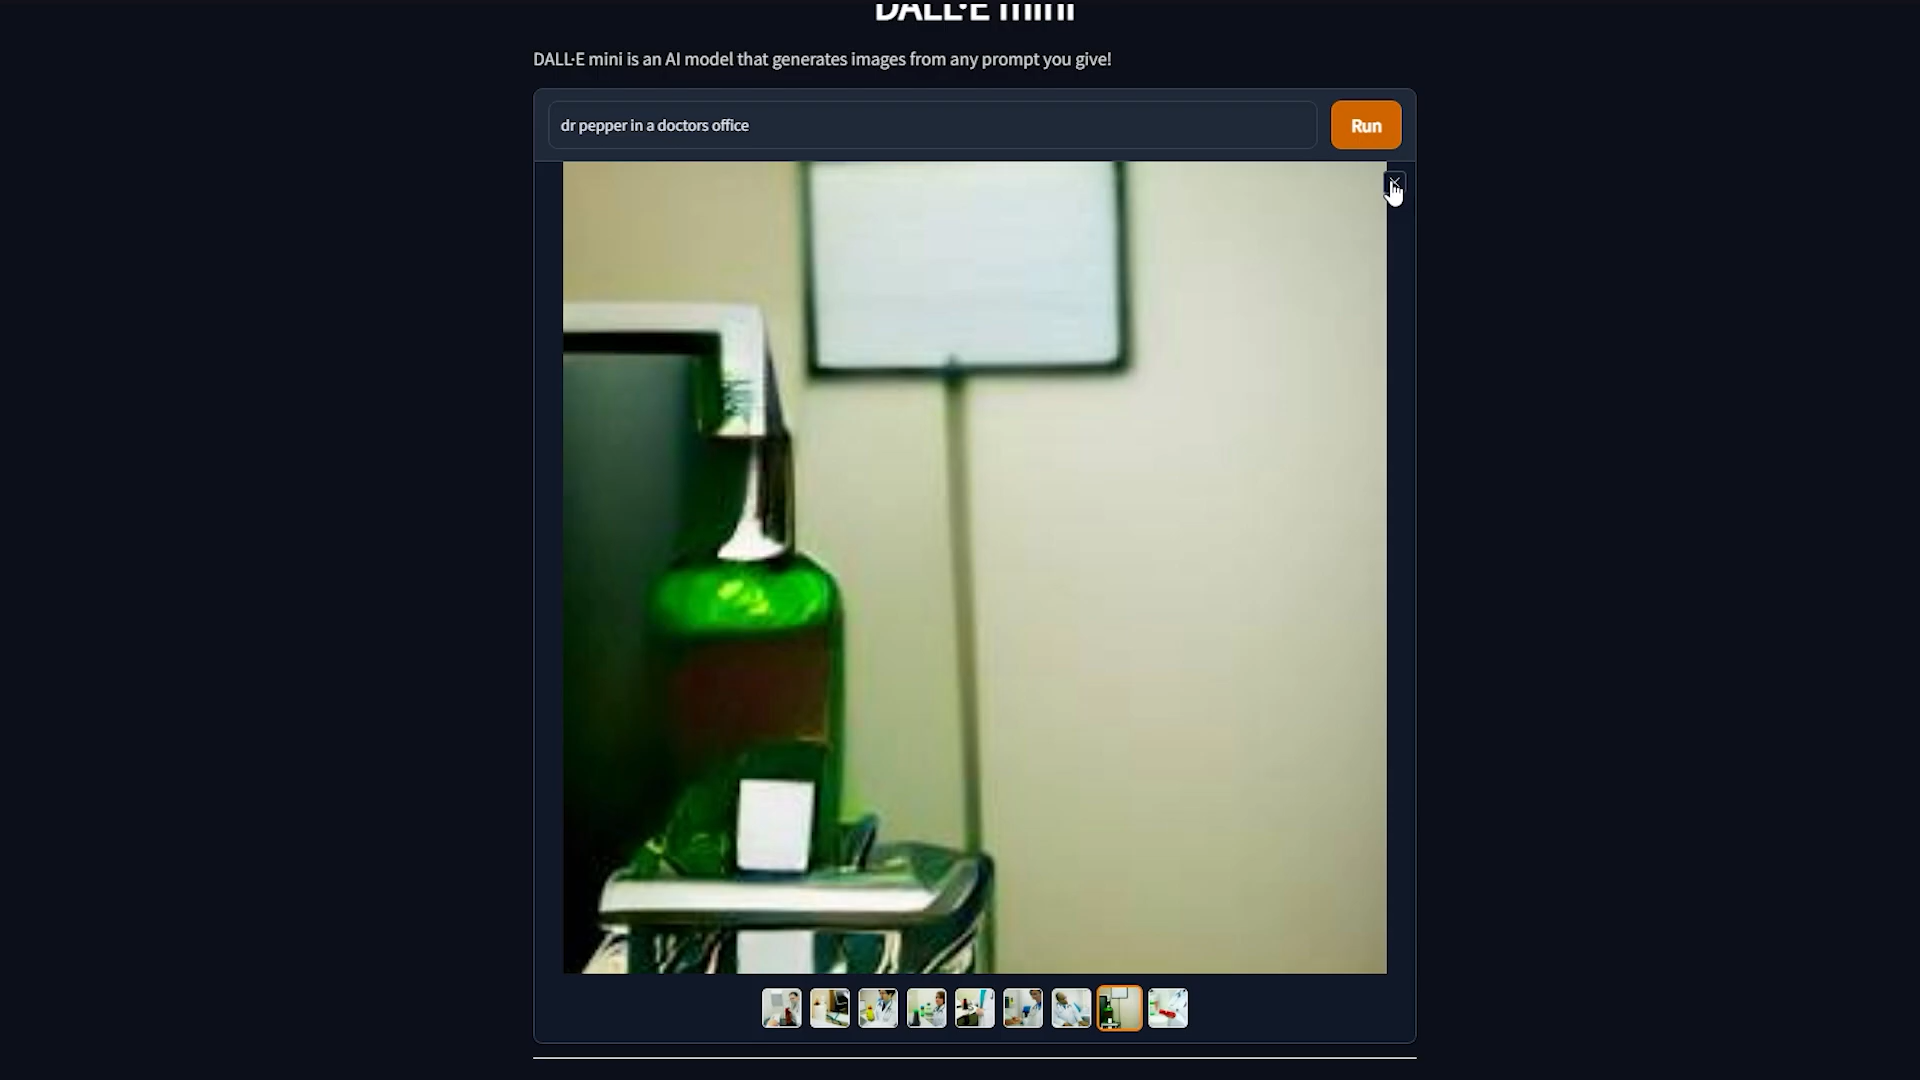 DALL·E mini
DALL·E mini is an AI model that generates images from any prompt you give!
dr pepper in a doctors office
Run